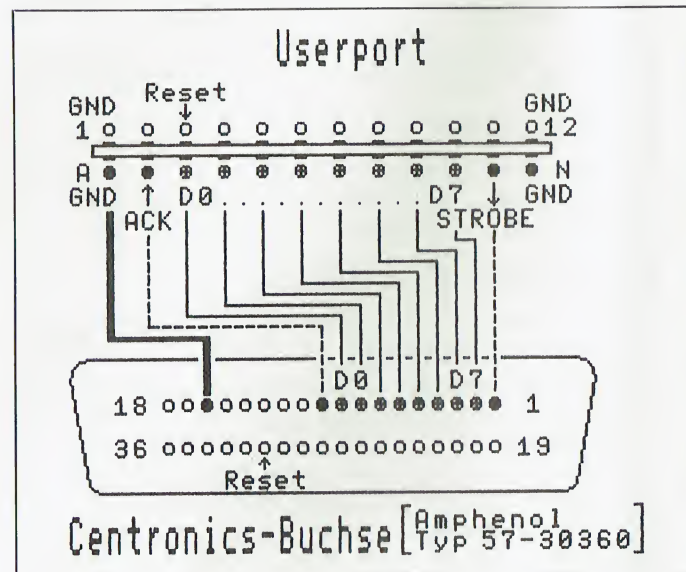 Userport
Reset
GND GND
1 12
A N
GND D0 . . . . . . . . . . . . D7 GND
ACK STROBE
D0 D7
18 1
36 19
Reset
Centronics-Buchse [Amphenol
Typ 57-30360]